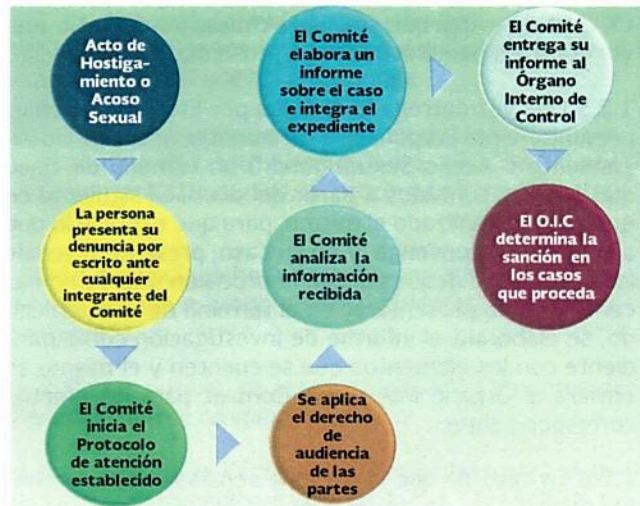 Acto de
Hostiga-
miento o
Acoso
Sexual
La persona
presenta su
denuncia por
escrito ante
cualquier
integrante del
Comité
El Comité
inicia el
Protocolo
de atención
establecido
Se aplica
el derecho
de
audiencia
de las
partes
El Comité
analiza la
información
recibida
El Comité
elabora un
informe
sobre el caso
e integra el
expediente
El Comité
entrega su
informe al
Órgano
Interno de
Control
El O.I.C
determina la
sanción en
los casos
que proceda